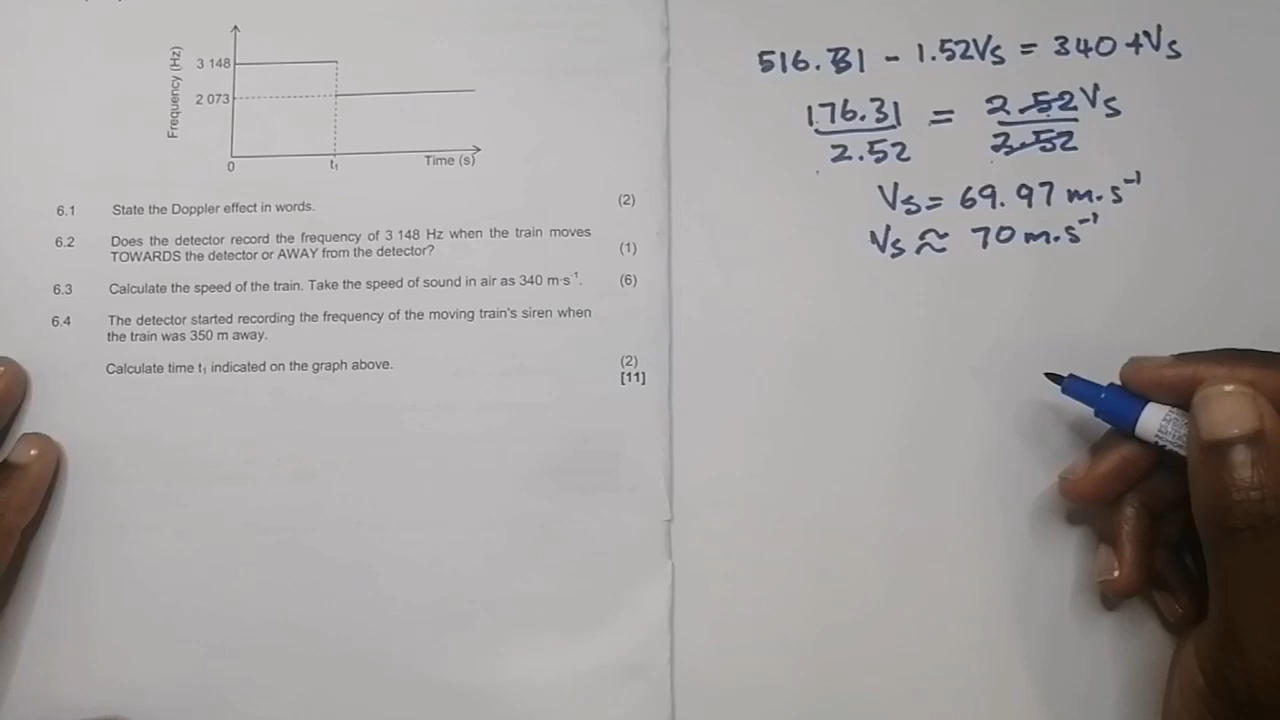 Frequency (Hz)
3 148
2 073
0
t₁
Time (s)
6.1 State the Doppler effect in words. (2)
6.2 Does the detector record the frequency of 3 148 Hz when the train moves
TOWARDS the detector or AWAY from the detector? (1)
6.3 Calculate the speed of the train. Take the speed of sound in air as 340 m·s⁻¹. (6)
6.4 The detector started recording the frequency of the moving train's siren when
the train was 350 m away.
Calculate time t₁ indicated on the graph above. (2)
[11]
516.31 - 1.52Vs = 340 + Vs
176.31 = 2.52Vs
2.52 2.52
Vs = 69.97 m.s⁻¹
Vs ≈ 70 m.s⁻¹